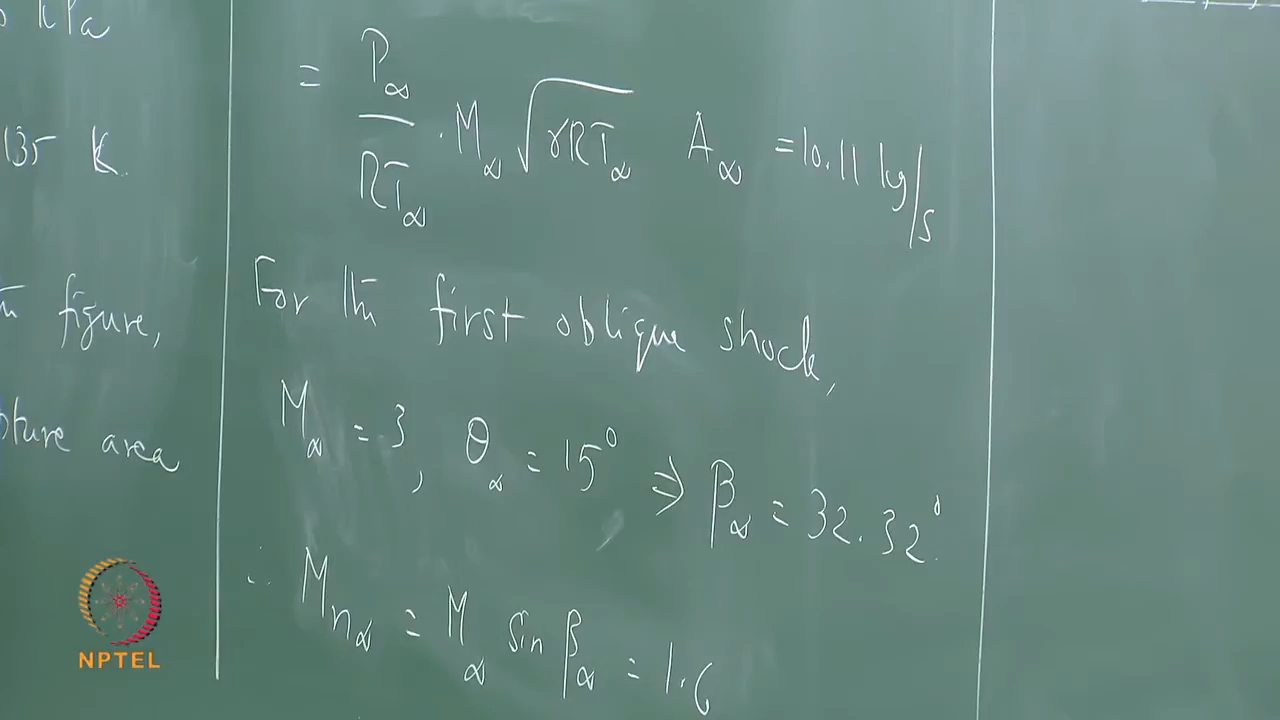 kPa
135 K
figure,
area
= P∞ / RT∞ . M∞ √γRT∞ A∞ = 10.11 kg/s
For the first oblique shock,
M∞ = 3, θ∞ = 15° ⇒ β∞ = 32.32°
∴ Mn∞ = M∞ sin β∞ = 1.6
NPTEL